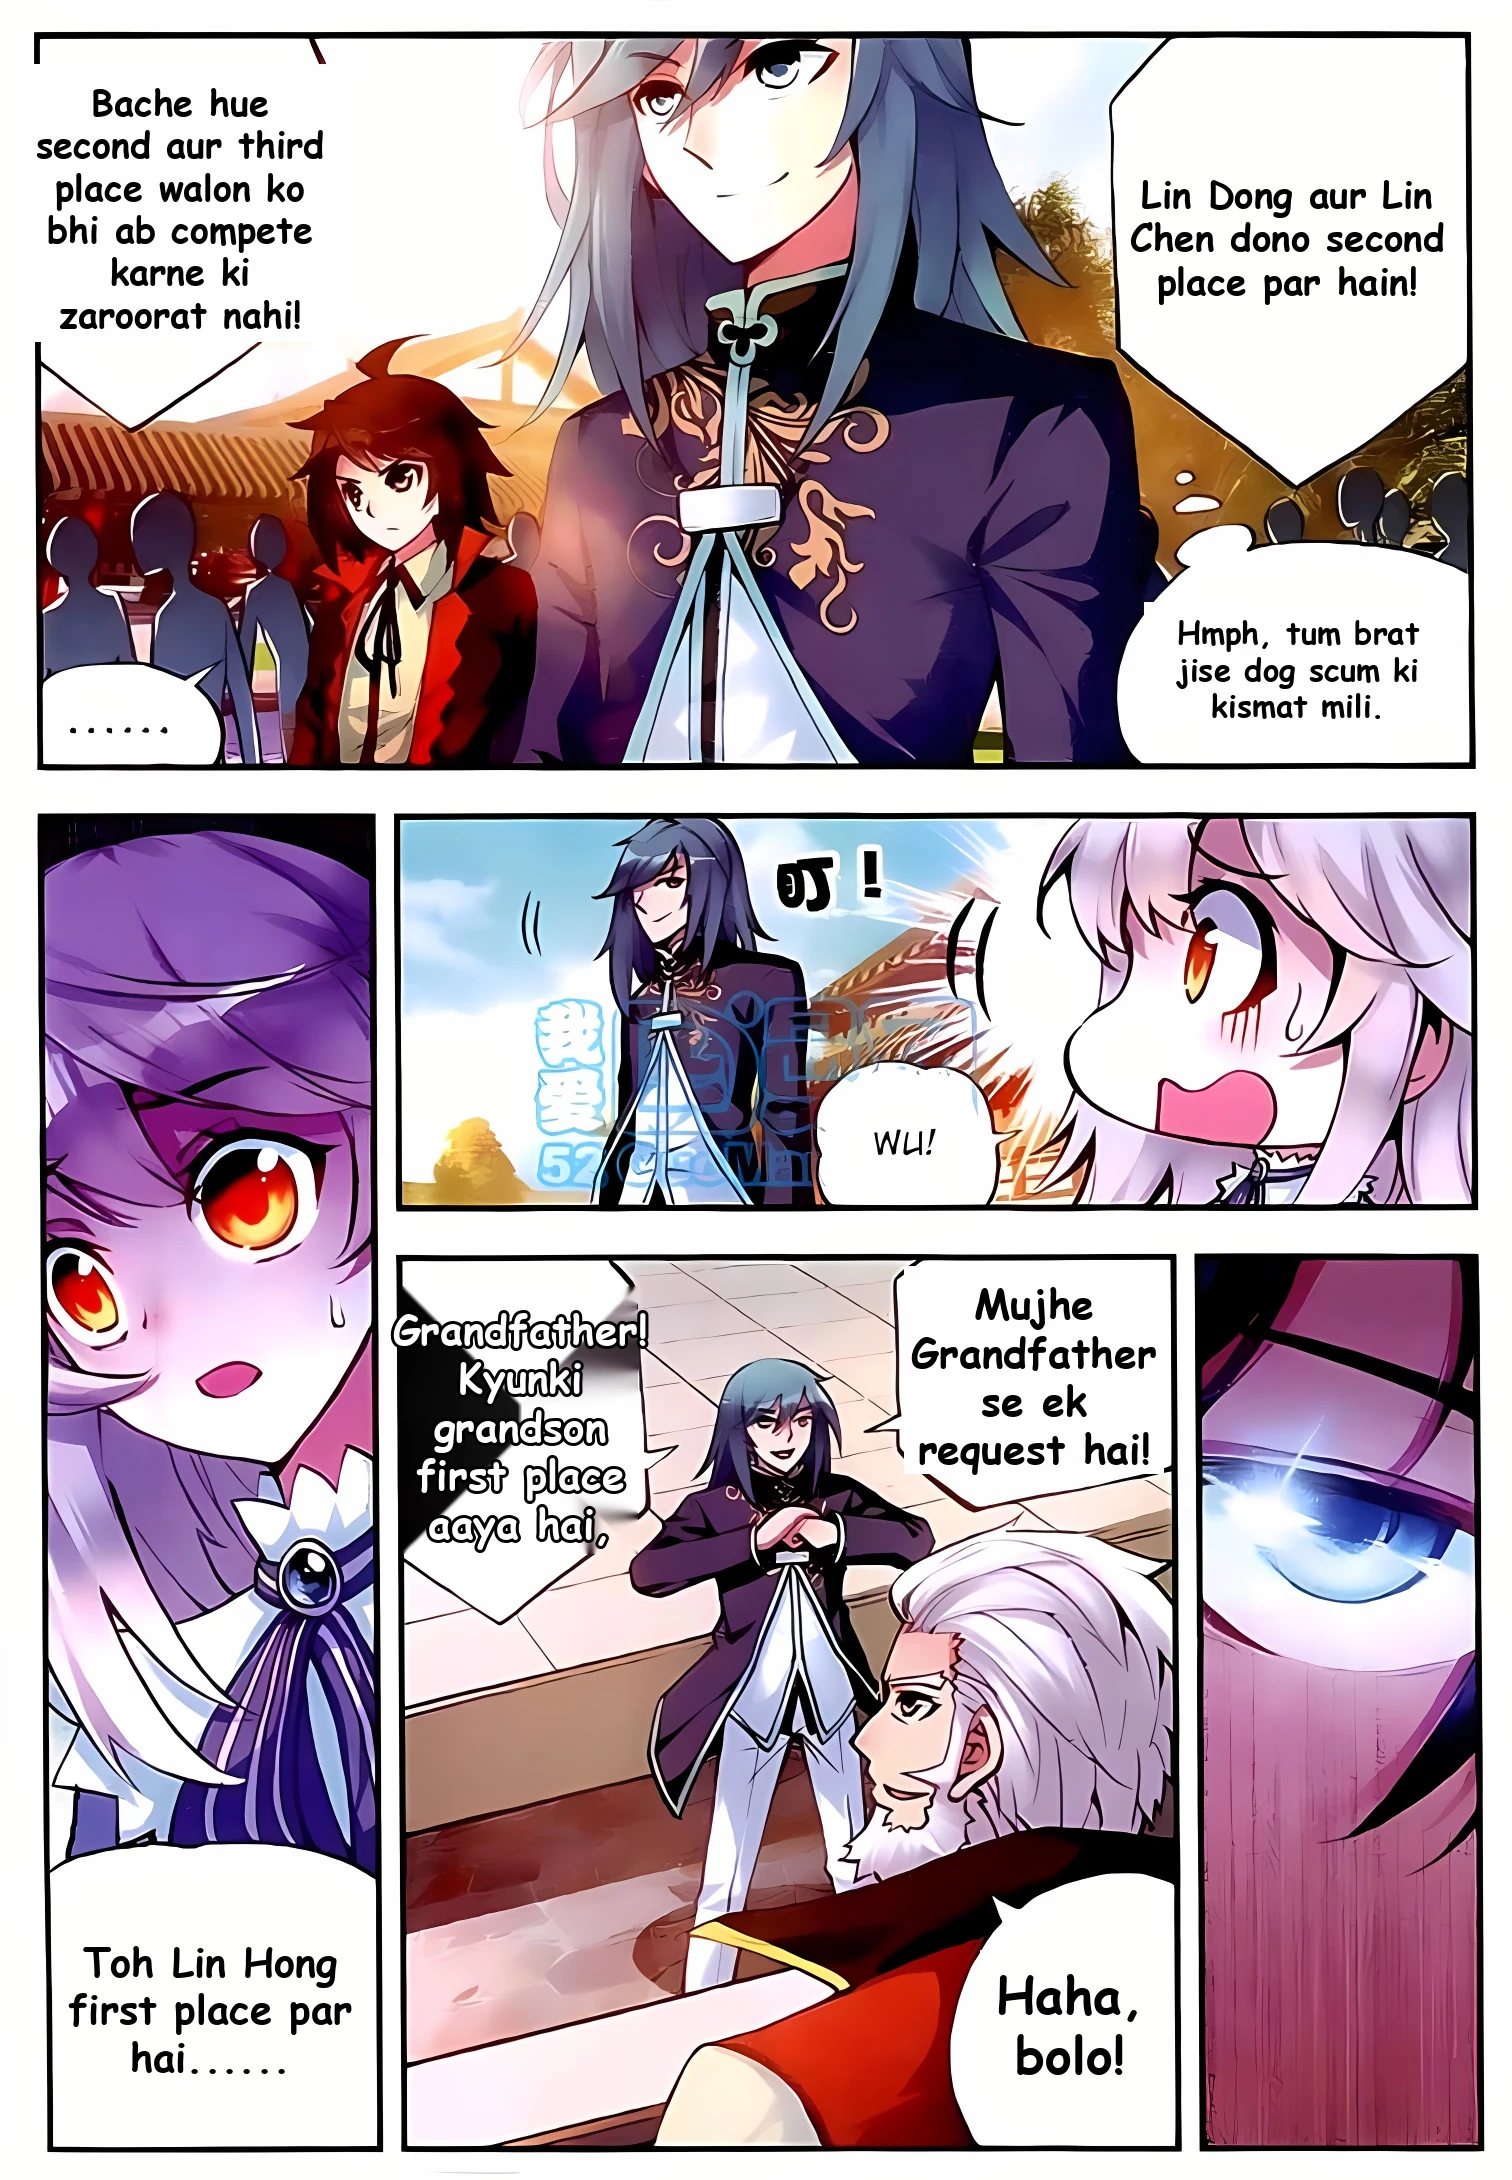 Bache hue
second aur third
place walon ko
bhi ab compete
karne ki
zaroorat nahi!
Lin Dong aur Lin
Chen dono second
place par hain!
Hmph, tum brat
jise dog scum ki
kismat mili.
......
叮!
我爱
52
WU!
Toh Lin Hong
first place par
hai......
Grandfather!
Kyunki
grandson
first place
aaya hai,
Mujhe
Grandfather
se ek
request hai!
Haha,
bolo!